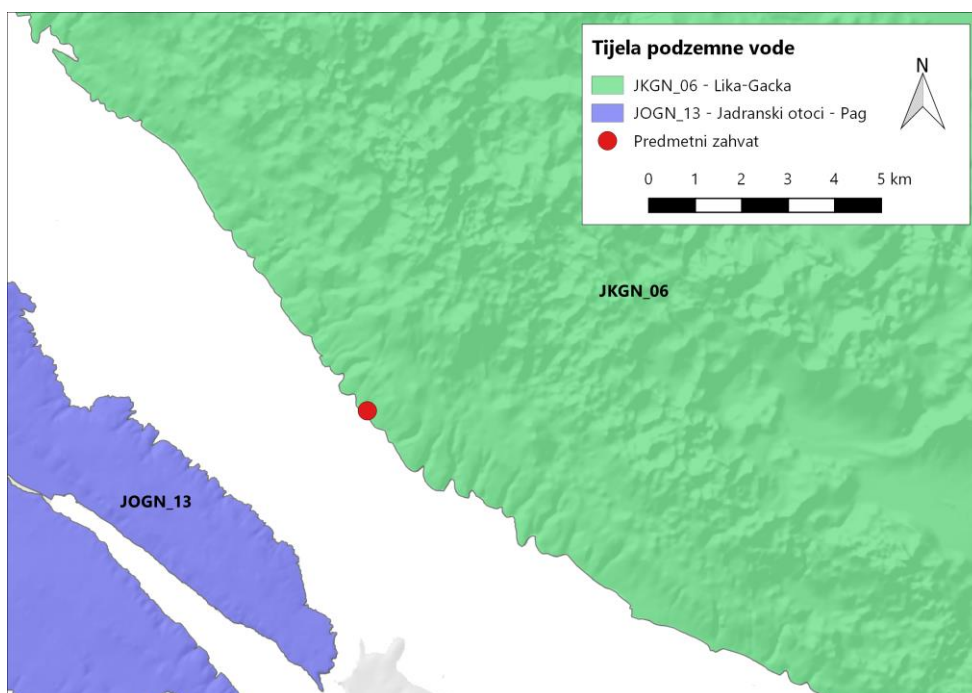 Tijela podzemne vode
JKGN_06 - Lika-Gacka
JOGN_13 - Jadranski otoci - Pag
Predmetni zahvat
N
0 1 2 3 4 5 km
JKGN_06
JOGN_13